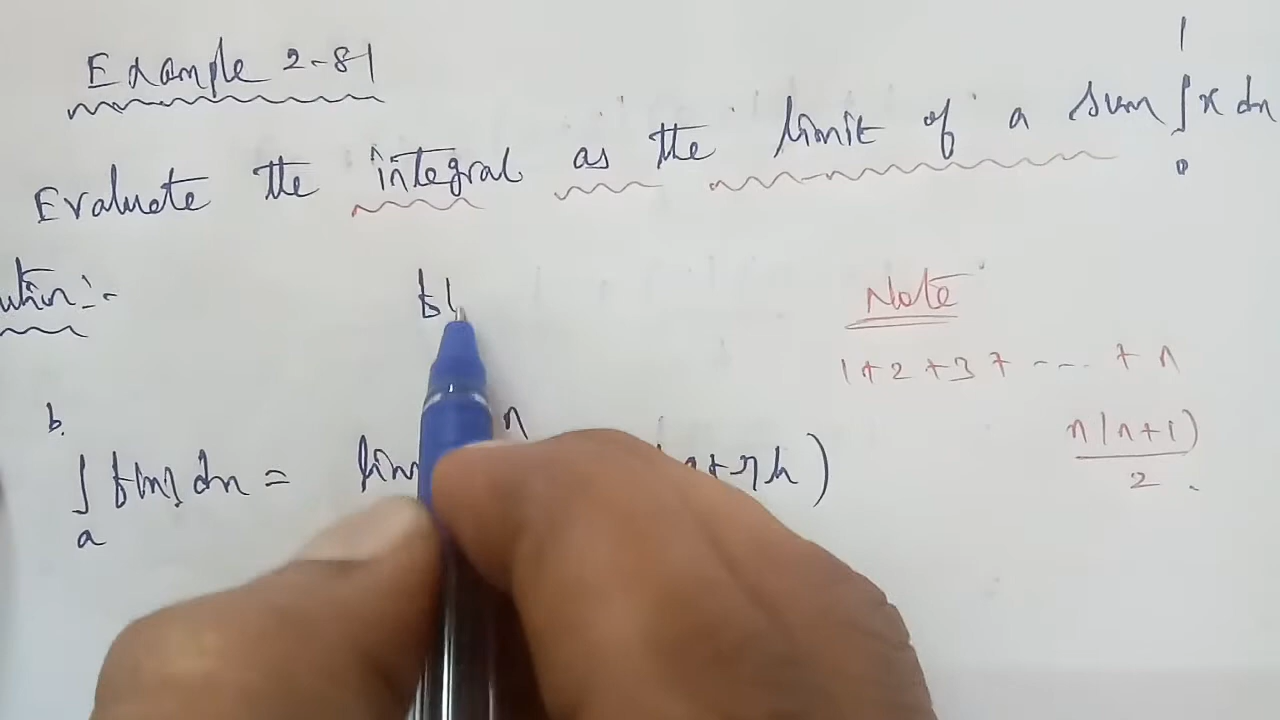 Example 2-81
Evaluate the integral as the limit of a sum ∫₀¹ x dx
ution:-
f(
Note
1+2+3+ ---- + n
n(n+1)/2.
∫ₐᵇ f(x) dx = lim n a+rh)